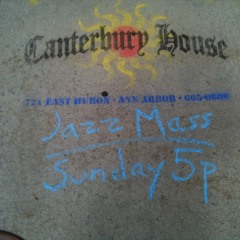 Canterbury House
721 EAST HURON • ANN ARBOR • 665-0606
Jazz Mass
Sunday 5p